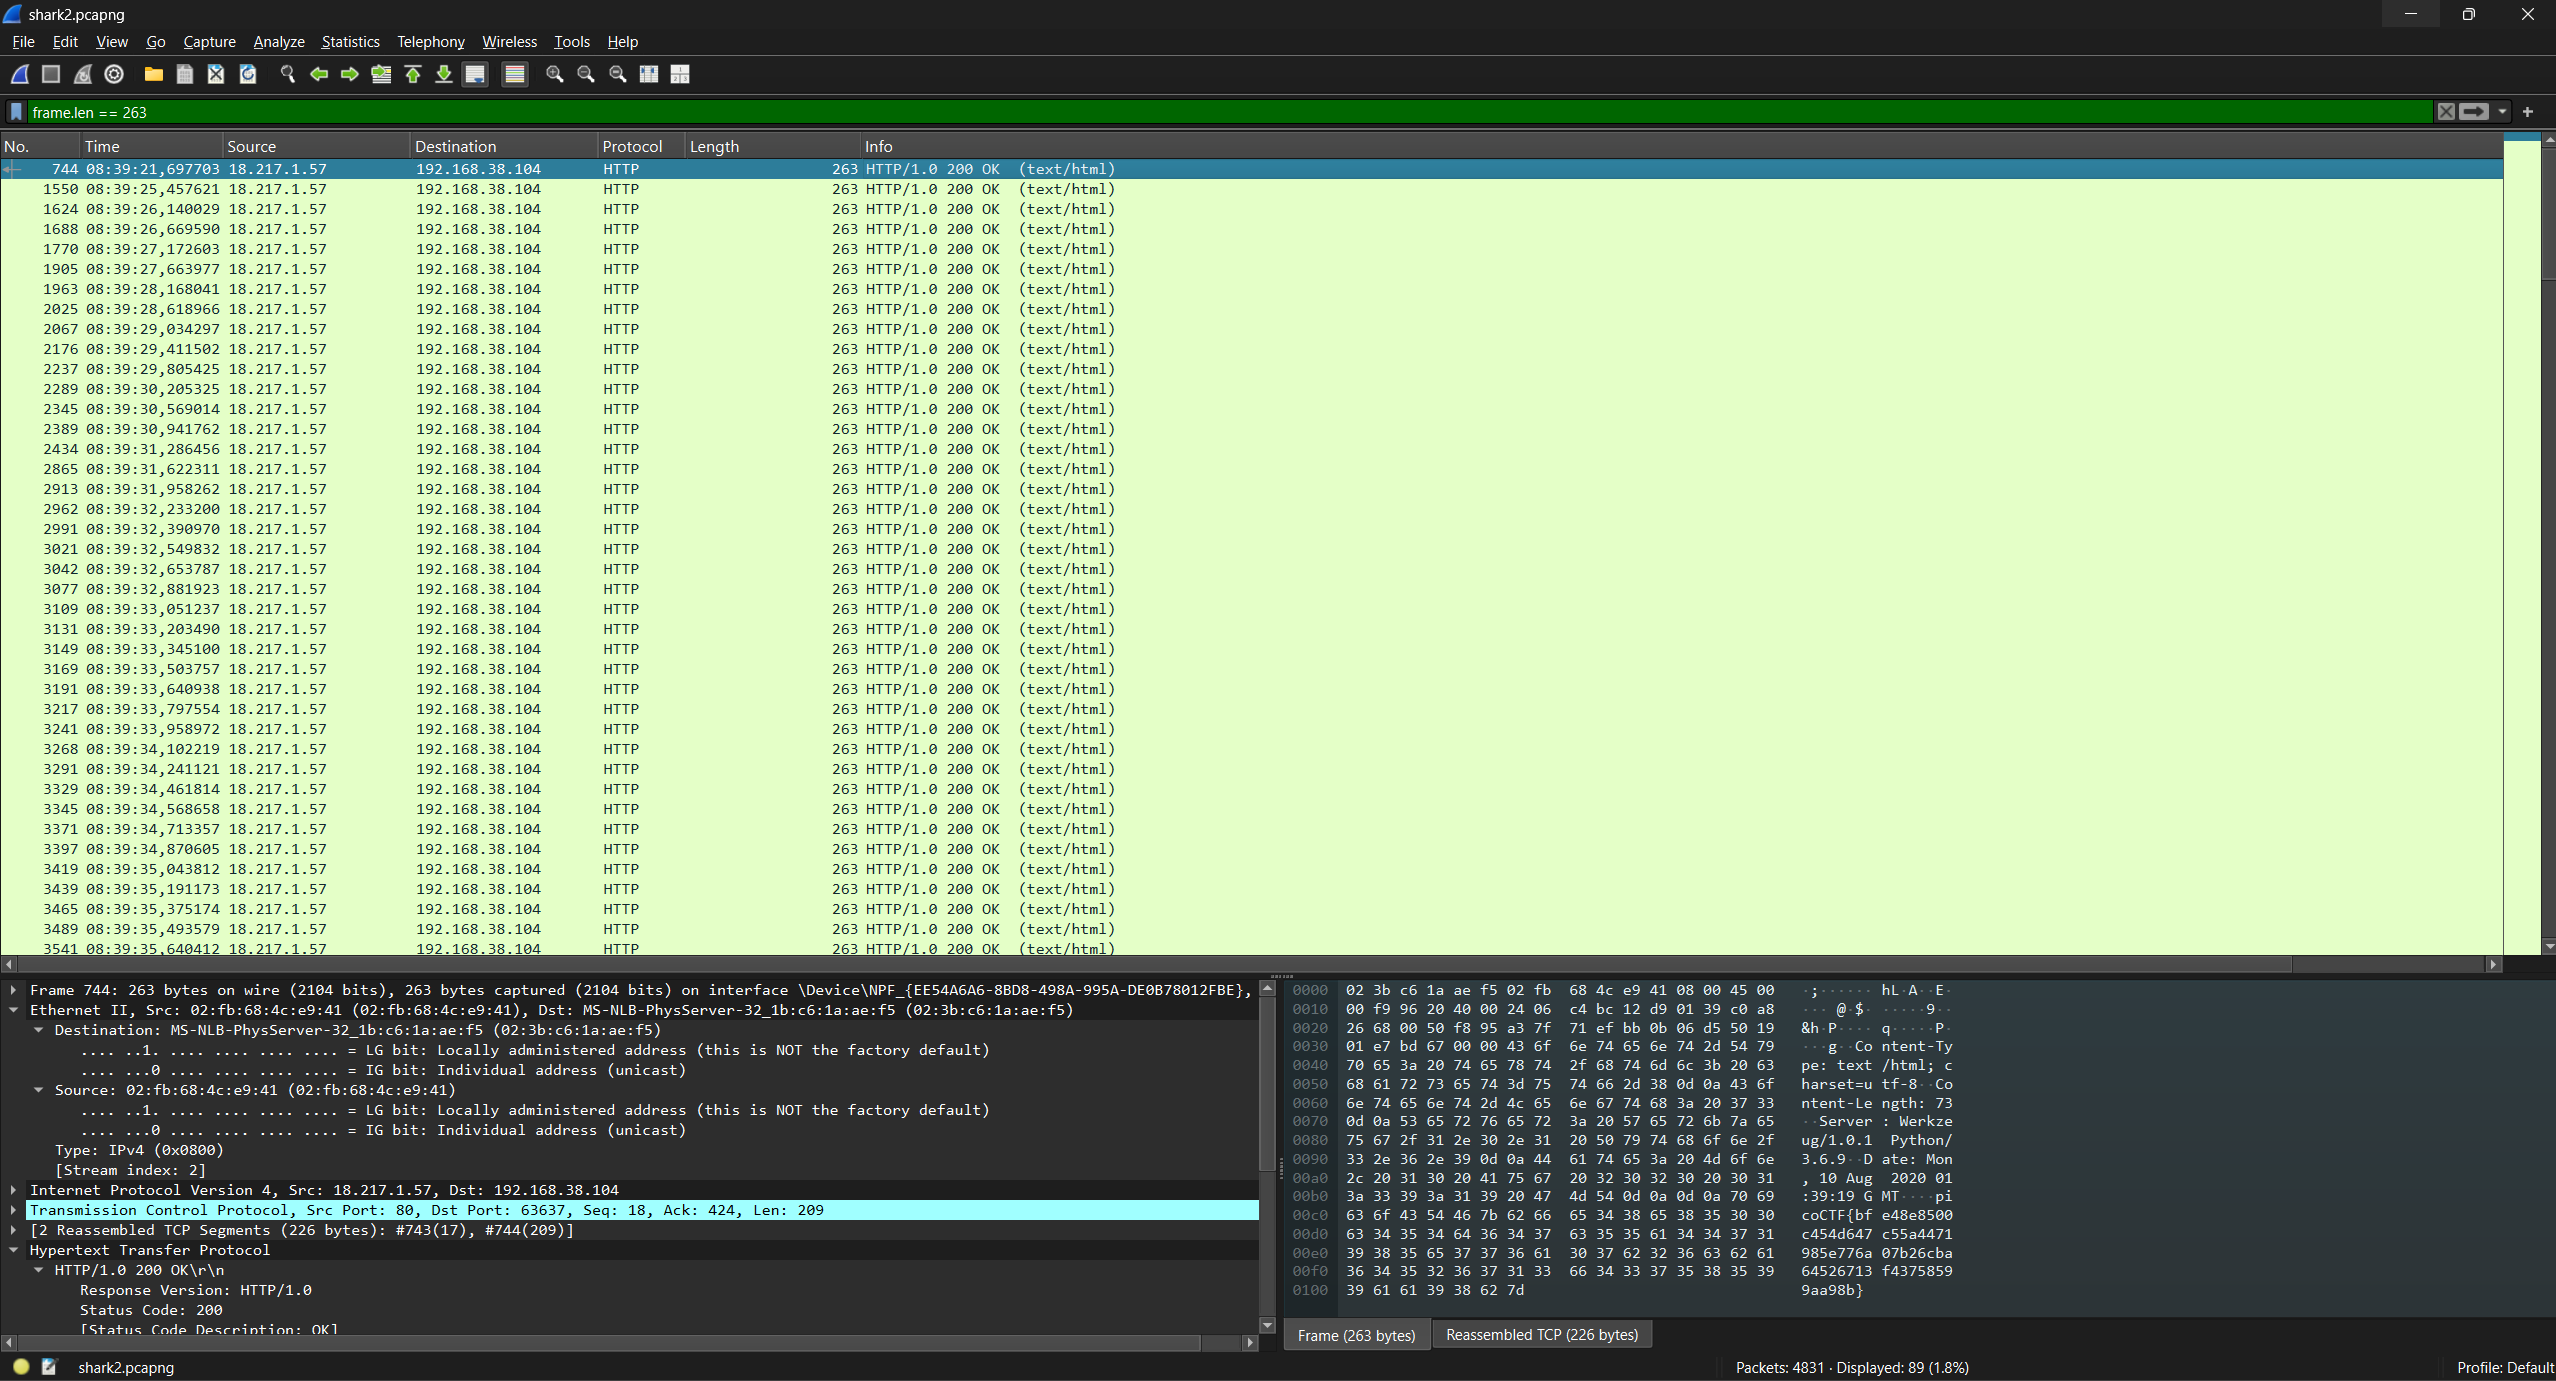 shark2.pcapng
File Edit View Go Capture Analyze Statistics Telephony Wireless Tools Help
frame.len == 263
No. Time Source Destination Protocol Length Info
744 08:39:21,697703 18.217.1.57 192.168.38.104 HTTP 263 HTTP/1.0 200 OK (text/html)
1550 08:39:25,457621 18.217.1.57 192.168.38.104 HTTP 263 HTTP/1.0 200 OK (text/html)
1624 08:39:26,140029 18.217.1.57 192.168.38.104 HTTP 263 HTTP/1.0 200 OK (text/html)
1688 08:39:26,669590 18.217.1.57 192.168.38.104 HTTP 263 HTTP/1.0 200 OK (text/html)
1770 08:39:27,172603 18.217.1.57 192.168.38.104 HTTP 263 HTTP/1.0 200 OK (text/html)
1905 08:39:27,663977 18.217.1.57 192.168.38.104 HTTP 263 HTTP/1.0 200 OK (text/html)
1963 08:39:28,168041 18.217.1.57 192.168.38.104 HTTP 263 HTTP/1.0 200 OK (text/html)
2025 08:39:28,618966 18.217.1.57 192.168.38.104 HTTP 263 HTTP/1.0 200 OK (text/html)
2067 08:39:29,034297 18.217.1.57 192.168.38.104 HTTP 263 HTTP/1.0 200 OK (text/html)
2176 08:39:29,411502 18.217.1.57 192.168.38.104 HTTP 263 HTTP/1.0 200 OK (text/html)
2237 08:39:29,805425 18.217.1.57 192.168.38.104 HTTP 263 HTTP/1.0 200 OK (text/html)
2289 08:39:30,205325 18.217.1.57 192.168.38.104 HTTP 263 HTTP/1.0 200 OK (text/html)
2345 08:39:30,569014 18.217.1.57 192.168.38.104 HTTP 263 HTTP/1.0 200 OK (text/html)
2389 08:39:30,941762 18.217.1.57 192.168.38.104 HTTP 263 HTTP/1.0 200 OK (text/html)
2434 08:39:31,286456 18.217.1.57 192.168.38.104 HTTP 263 HTTP/1.0 200 OK (text/html)
2865 08:39:31,622311 18.217.1.57 192.168.38.104 HTTP 263 HTTP/1.0 200 OK (text/html)
2913 08:39:31,958262 18.217.1.57 192.168.38.104 HTTP 263 HTTP/1.0 200 OK (text/html)
2962 08:39:32,233200 18.217.1.57 192.168.38.104 HTTP 263 HTTP/1.0 200 OK (text/html)
2991 08:39:32,390970 18.217.1.57 192.168.38.104 HTTP 263 HTTP/1.0 200 OK (text/html)
3021 08:39:32,549832 18.217.1.57 192.168.38.104 HTTP 263 HTTP/1.0 200 OK (text/html)
3042 08:39:32,653787 18.217.1.57 192.168.38.104 HTTP 263 HTTP/1.0 200 OK (text/html)
3077 08:39:32,881923 18.217.1.57 192.168.38.104 HTTP 263 HTTP/1.0 200 OK (text/html)
3109 08:39:33,051237 18.217.1.57 192.168.38.104 HTTP 263 HTTP/1.0 200 OK (text/html)
3131 08:39:33,203490 18.217.1.57 192.168.38.104 HTTP 263 HTTP/1.0 200 OK (text/html)
3149 08:39:33,345100 18.217.1.57 192.168.38.104 HTTP 263 HTTP/1.0 200 OK (text/html)
3169 08:39:33,503757 18.217.1.57 192.168.38.104 HTTP 263 HTTP/1.0 200 OK (text/html)
3191 08:39:33,640938 18.217.1.57 192.168.38.104 HTTP 263 HTTP/1.0 200 OK (text/html)
3217 08:39:33,797554 18.217.1.57 192.168.38.104 HTTP 263 HTTP/1.0 200 OK (text/html)
3241 08:39:33,958972 18.217.1.57 192.168.38.104 HTTP 263 HTTP/1.0 200 OK (text/html)
3268 08:39:34,102219 18.217.1.57 192.168.38.104 HTTP 263 HTTP/1.0 200 OK (text/html)
3291 08:39:34,241121 18.217.1.57 192.168.38.104 HTTP 263 HTTP/1.0 200 OK (text/html)
3329 08:39:34,461814 18.217.1.57 192.168.38.104 HTTP 263 HTTP/1.0 200 OK (text/html)
3345 08:39:34,568658 18.217.1.57 192.168.38.104 HTTP 263 HTTP/1.0 200 OK (text/html)
3371 08:39:34,713357 18.217.1.57 192.168.38.104 HTTP 263 HTTP/1.0 200 OK (text/html)
3397 08:39:34,870605 18.217.1.57 192.168.38.104 HTTP 263 HTTP/1.0 200 OK (text/html)
3419 08:39:35,043812 18.217.1.57 192.168.38.104 HTTP 263 HTTP/1.0 200 OK (text/html)
3439 08:39:35,191173 18.217.1.57 192.168.38.104 HTTP 263 HTTP/1.0 200 OK (text/html)
3465 08:39:35,375174 18.217.1.57 192.168.38.104 HTTP 263 HTTP/1.0 200 OK (text/html)
3489 08:39:35,493579 18.217.1.57 192.168.38.104 HTTP 263 HTTP/1.0 200 OK (text/html)
3541 08:39:35,640412 18.217.1.57 192.168.38.104 HTTP 263 HTTP/1.0 200 OK (text/html)
Frame 744: 263 bytes on wire (2104 bits), 263 bytes captured (2104 bits) on interface \Device\NPF_{EE54A6A6-8BD8-498A-995A-DE0B78012FBE},
Ethernet II, Src: 02:fb:68:4c:e9:41 (02:fb:68:4c:e9:41), Dst: MS-NLB-PhysServer-32_1b:c6:1a:ae:f5 (02:3b:c6:1a:ae:f5)
Destination: MS-NLB-PhysServer-32_1b:c6:1a:ae:f5 (02:3b:c6:1a:ae:f5)
.... ..1. .... .... .... .... = LG bit: Locally administered address (this is NOT the factory default)
.... ...0 .... .... .... .... = IG bit: Individual address (unicast)
Source: 02:fb:68:4c:e9:41 (02:fb:68:4c:e9:41)
.... ..1. .... .... .... .... = LG bit: Locally administered address (this is NOT the factory default)
.... ...0 .... .... .... .... = IG bit: Individual address (unicast)
Type: IPv4 (0x0800)
[Stream index: 2]
Internet Protocol Version 4, Src: 18.217.1.57, Dst: 192.168.38.104
Transmission Control Protocol, Src Port: 80, Dst Port: 63637, Seq: 18, Ack: 424, Len: 209
[2 Reassembled TCP Segments (226 bytes): #743(17), #744(209)]
Hypertext Transfer Protocol
HTTP/1.0 200 OK\r\n
Response Version: HTTP/1.0
Status Code: 200
[Status Code Description: OK]
0000 02 3b c6 1a ae f5 02 fb 68 4c e9 41 08 00 45 00 ·;······ hL·A··E·
0010 00 f9 96 20 40 00 24 06 c4 bc 12 d9 01 39 c0 a8 ··· @·$· ·····9··
0020 26 68 00 50 f8 95 a3 7f 71 ef bb 0b 06 d5 50 19 &h·P···· q·····P·
0030 01 e7 bd 67 00 00 43 6f 6e 74 65 6e 74 2d 54 79 ···g··Co ntent-Ty
0040 70 65 3a 20 74 65 78 74 2f 68 74 6d 6c 3b 20 63 pe: text /html; c
0050 68 61 72 73 65 74 3d 75 74 66 2d 38 0d 0a 43 6f harset=u tf-8··Co
0060 6e 74 65 6e 74 2d 4c 65 6e 67 74 68 3a 20 37 33 ntent-Le ngth: 73
0070 0d 0a 53 65 72 76 65 72 3a 20 57 65 72 6b 7a 65 ··Server : Werkze
0080 75 67 2f 31 2e 30 2e 31 20 50 79 74 68 6f 6e 2f ug/1.0.1 Python/
0090 33 2e 36 2e 39 0d 0a 44 61 74 65 3a 20 4d 6f 6e 3.6.9··D ate: Mon
00a0 2c 20 31 30 20 41 75 67 20 32 30 32 30 20 30 31 , 10 Aug 2020 01
00b0 3a 33 39 3a 31 39 20 47 4d 54 0d 0a 0d 0a 70 69 :39:19 G MT····pi
00c0 63 6f 43 54 46 7b 62 66 65 34 38 65 38 35 30 30 coCTF{bf e48e8500
00d0 63 34 35 34 64 36 34 37 63 35 35 61 34 34 37 31 c454d647 c55a4471
00e0 39 38 35 65 37 37 36 61 30 37 62 32 36 63 62 61 985e776a 07b26cba
00f0 36 34 35 32 36 37 31 33 66 34 33 37 35 38 35 39 64526713 f4375859
0100 39 61 61 39 38 62 7d 9aa98b}
Frame (263 bytes) Reassembled TCP (226 bytes)
shark2.pcapng Packets: 4831 · Displayed: 89 (1.8%) Profile: Default